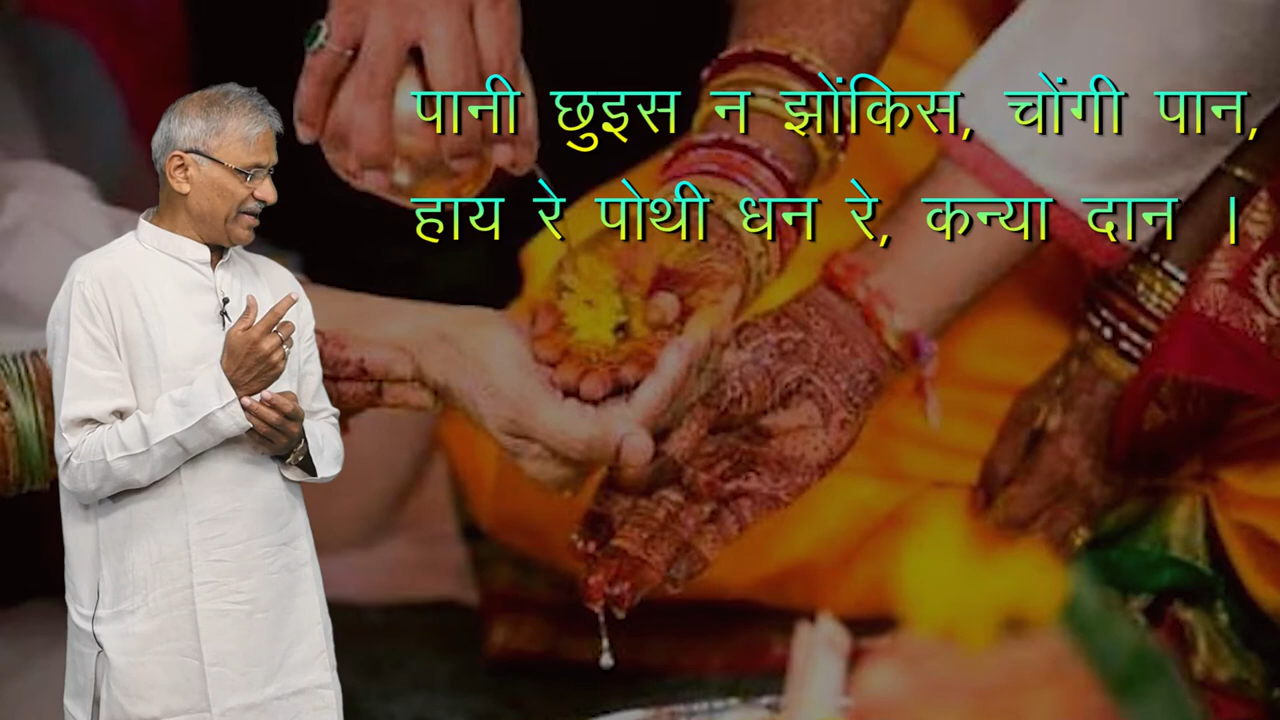 पानी छुइस न झोंकिस, चोंगी पान,
हाय रे पोथी धन रे, कन्या दान ।